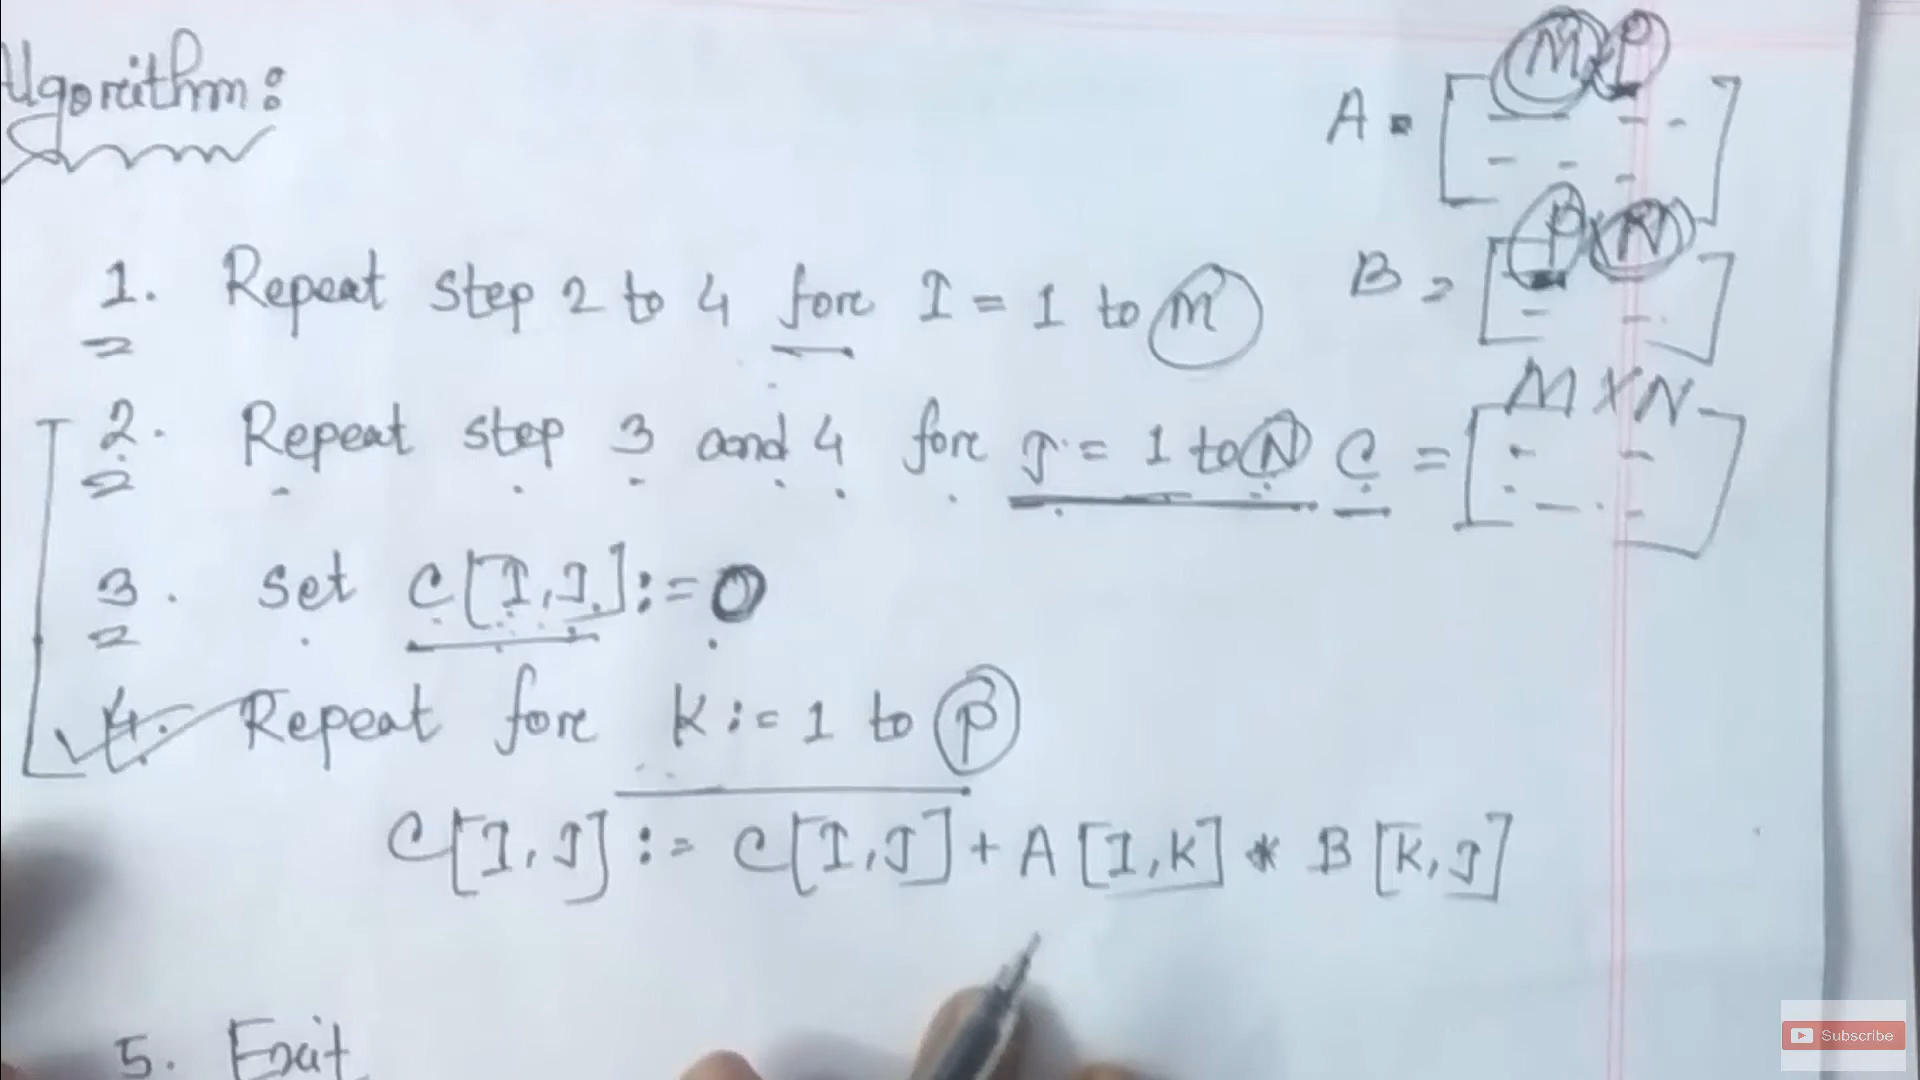 Algorithm:
1. Repeat step 2 to 4 for I = 1 to M
2. Repeat step 3 and 4 for J = 1 to N
3. Set C[I,J] := 0
4. Repeat for K := 1 to P
C[I,J] := C[I,J] + A[I,K] * B[K,J]
5. Exit
M x P
A =
P x N
B =
M x N
C =
Subscribe